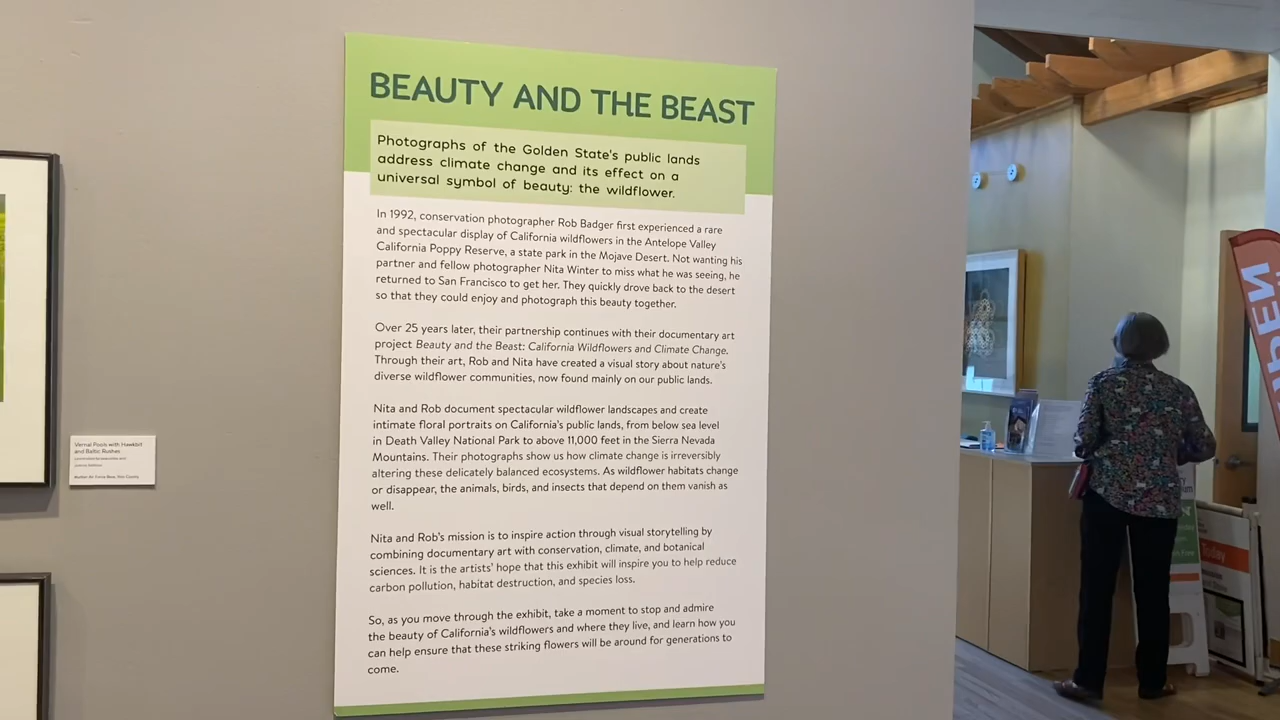 BEAUTY AND THE BEAST
Photographs of the Golden State's public lands
address climate change and its effect on a
universal symbol of beauty: the wildflower.
In 1992, conservation photographer Rob Badger first experienced a rare
and spectacular display of California wildflowers in the Antelope Valley
California Poppy Reserve, a state park in the Mojave Desert. Not wanting his
partner and fellow photographer Nita Winter to miss what he was seeing, he
returned to San Francisco to get her. They quickly drove back to the desert
so that they could enjoy and photograph this beauty together.
Over 25 years later, their partnership continues with their documentary art
project Beauty and the Beast: California Wildflowers and Climate Change.
Through their art, Rob and Nita have created a visual story about nature's
diverse wildflower communities, now found mainly on our public lands.
Nita and Rob document spectacular wildflower landscapes and create
intimate floral portraits on California's public lands, from below sea level
in Death Valley National Park to above 11,000 feet in the Sierra Nevada
Mountains. Their photographs show us how climate change is irreversibly
altering these delicately balanced ecosystems. As wildflower habitats change
or disappear, the animals, birds, and insects that depend on them vanish as
well.
Nita and Rob's mission is to inspire action through visual storytelling by
combining documentary art with conservation, climate, and botanical
sciences. It is the artists' hope that this exhibit will inspire you to help reduce
carbon pollution, habitat destruction, and species loss.
So, as you move through the exhibit, take a moment to stop and admire
the beauty of California's wildflowers and where they live, and learn how you
can help ensure that these striking flowers will be around for generations to
come.
Vernal Pools with Hawkbit
and Baltic Rushes
Today